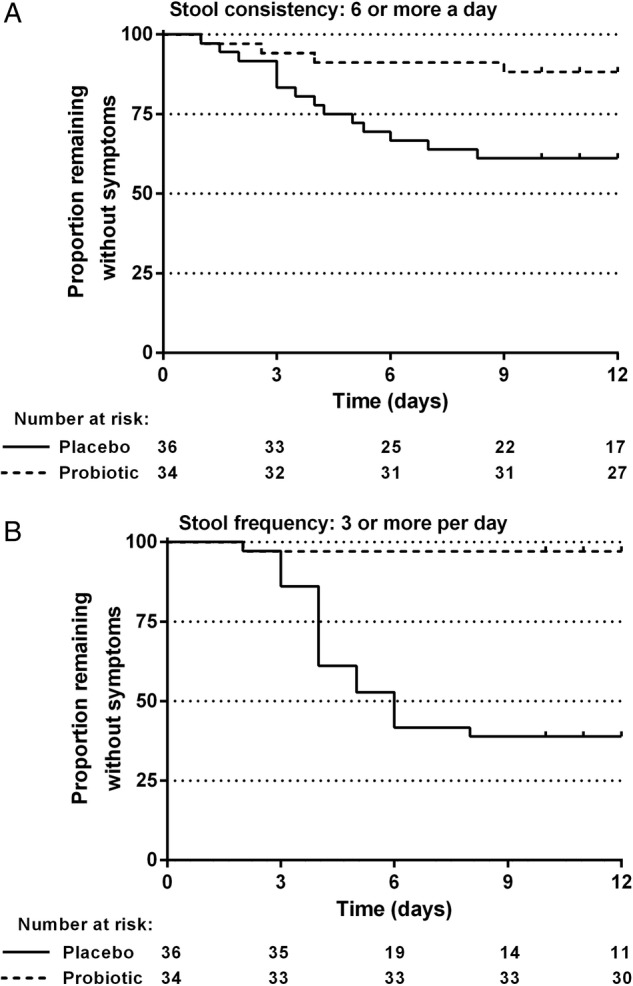 A
Stool consistency: 6 or more a day
Proportion remaining
without symptoms
100
75
50
25
0
0 3 6 9 12
Time (days)
Number at risk:
Placebo 36 33 25 22 17
Probiotic 34 32 31 31 27
B
Stool frequency: 3 or more per day
Proportion remaining
without symptoms
100
75
50
25
0
0 3 6 9 12
Time (days)
Number at risk:
Placebo 36 35 19 14 11
Probiotic 34 33 33 33 30